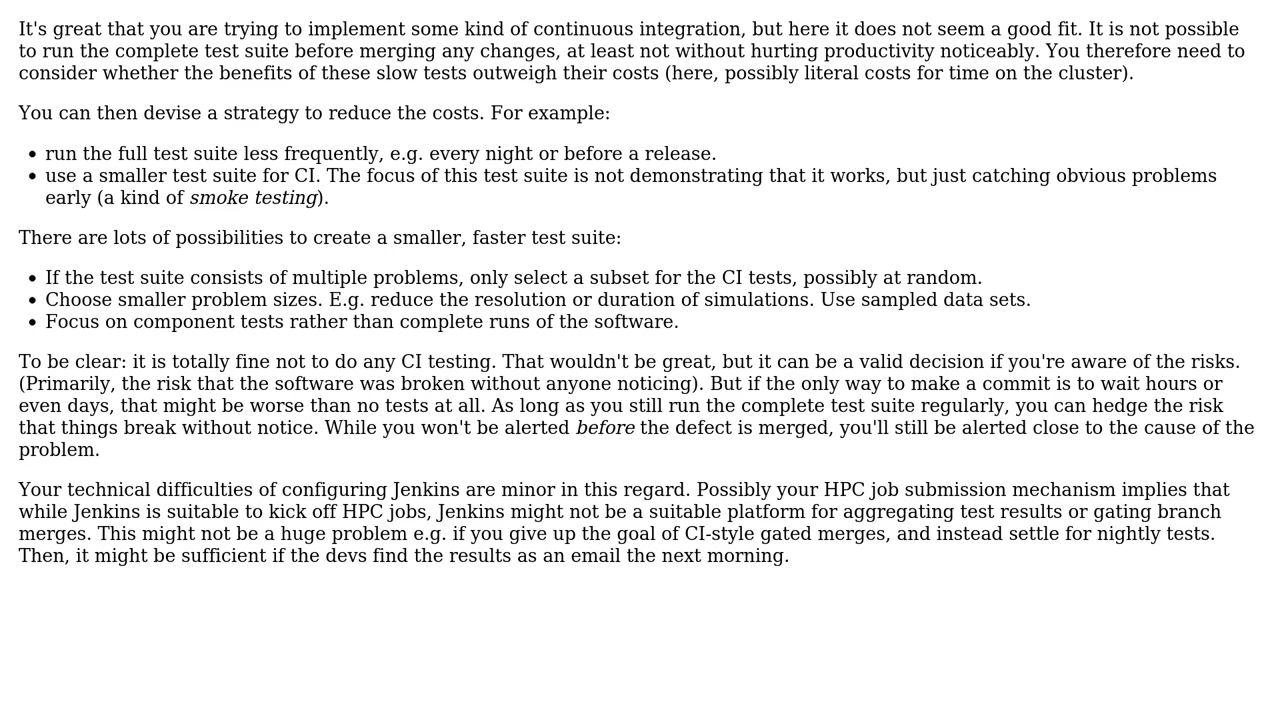 It's great that you are trying to implement some kind of continuous integration, but here it does not seem a good fit. It is not possible
to run the complete test suite before merging any changes, at least not without hurting productivity noticeably. You therefore need to
consider whether the benefits of these slow tests outweigh their costs (here, possibly literal costs for time on the cluster).
You can then devise a strategy to reduce the costs. For example:
• run the full test suite less frequently, e.g. every night or before a release.
• use a smaller test suite for CI. The focus of this test suite is not demonstrating that it works, but just catching obvious problems
early (a kind of smoke testing).
There are lots of possibilities to create a smaller, faster test suite:
• If the test suite consists of multiple problems, only select a subset for the CI tests, possibly at random.
• Choose smaller problem sizes. E.g. reduce the resolution or duration of simulations. Use sampled data sets.
• Focus on component tests rather than complete runs of the software.
To be clear: it is totally fine not to do any CI testing. That wouldn't be great, but it can be a valid decision if you're aware of the risks.
(Primarily, the risk that the software was broken without anyone noticing). But if the only way to make a commit is to wait hours or
even days, that might be worse than no tests at all. As long as you still run the complete test suite regularly, you can hedge the risk
that things break without notice. While you won't be alerted before the defect is merged, you'll still be alerted close to the cause of the
problem.
Your technical difficulties of configuring Jenkins are minor in this regard. Possibly your HPC job submission mechanism implies that
while Jenkins is suitable to kick off HPC jobs, Jenkins might not be a suitable platform for aggregating test results or gating branch
merges. This might not be a huge problem e.g. if you give up the goal of CI-style gated merges, and instead settle for nightly tests.
Then, it might be sufficient if the devs find the results as an email the next morning.